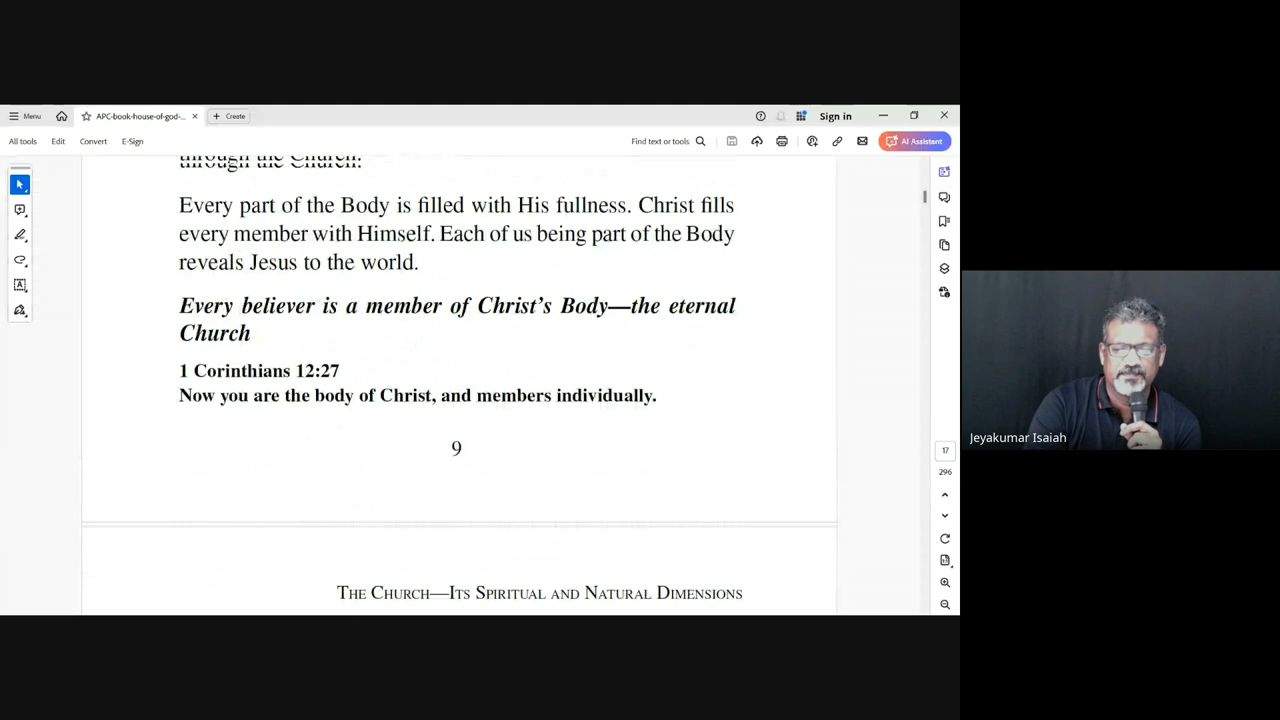 Menu
APC-book-house-of-god-...
Create
Sign in
All tools
Edit
Convert
E-Sign
Find text or tools
AI Assistant
through the Church.
Every part of the Body is filled with His fullness. Christ fills
every member with Himself. Each of us being part of the Body
reveals Jesus to the world.
Every believer is a member of Christ's Body—the eternal
Church
1 Corinthians 12:27
Now you are the body of Christ, and members individually.
9
The Church—Its Spiritual and Natural Dimensions
17
296
Jeyakumar Isaiah